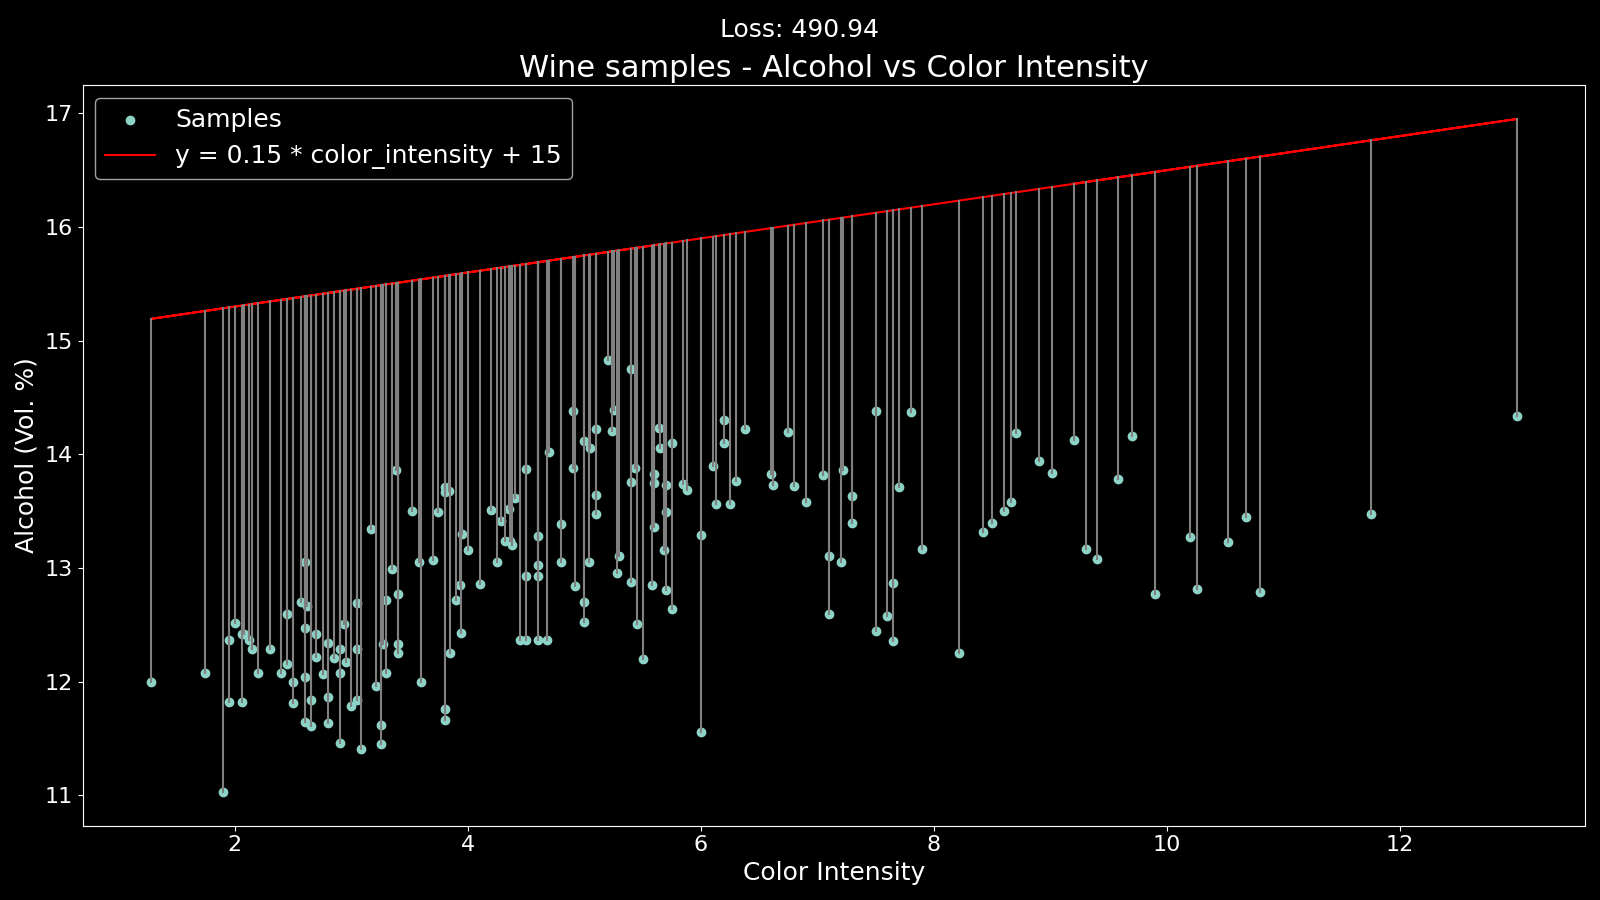 Loss: 490.94
Wine samples - Alcohol vs Color Intensity
Samples
y = 0.15 * color_intensity + 15
Alcohol (Vol. %)
17
16
15
14
13
12
11
2 4 6 8 10 12
Color Intensity